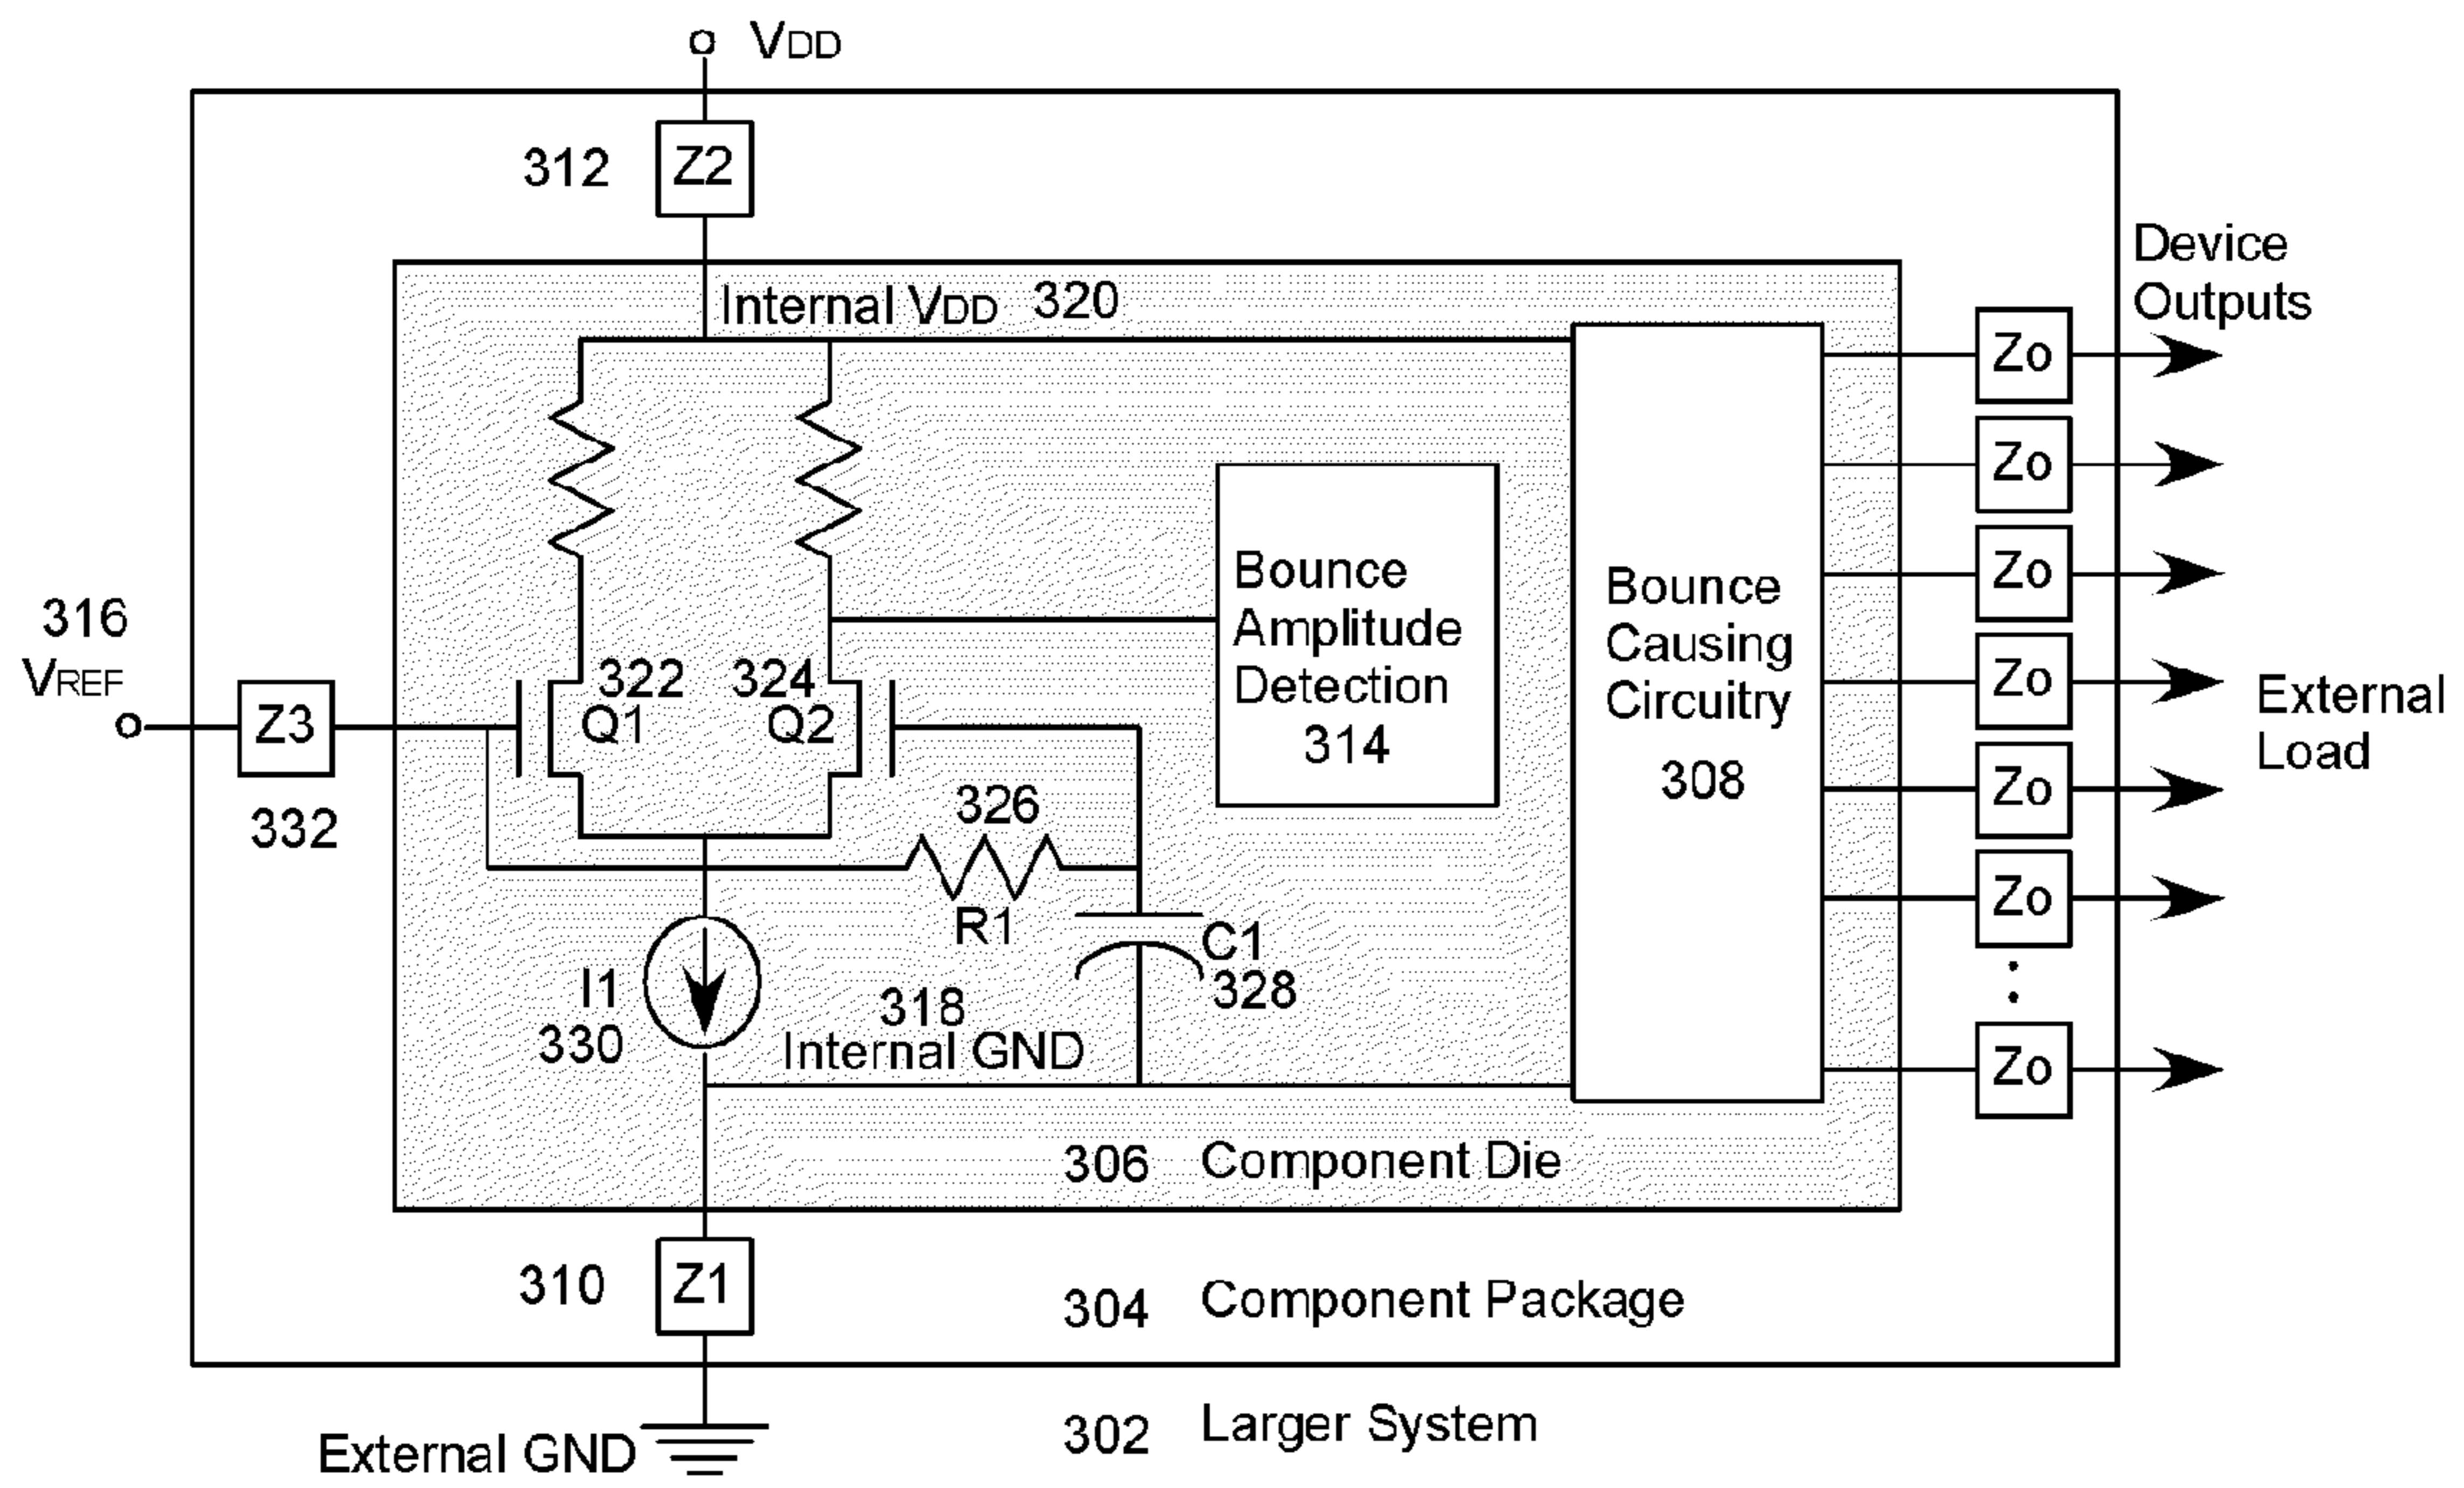 VDD
312
Z2
Device
Outputs
Internal VDD 320
Zo
Zo
Zo
Zo
Zo
Zo
Zo
316
VREF
Z3
332
322
Q1
324
Q2
Bounce
Amplitude
Detection
314
Bounce
Causing
Circuitry
308
External
Load
326
R1
C1
328
I1
330
318
Internal GND
306 Component Die
310
Z1
304 Component Package
302 Larger System
External GND